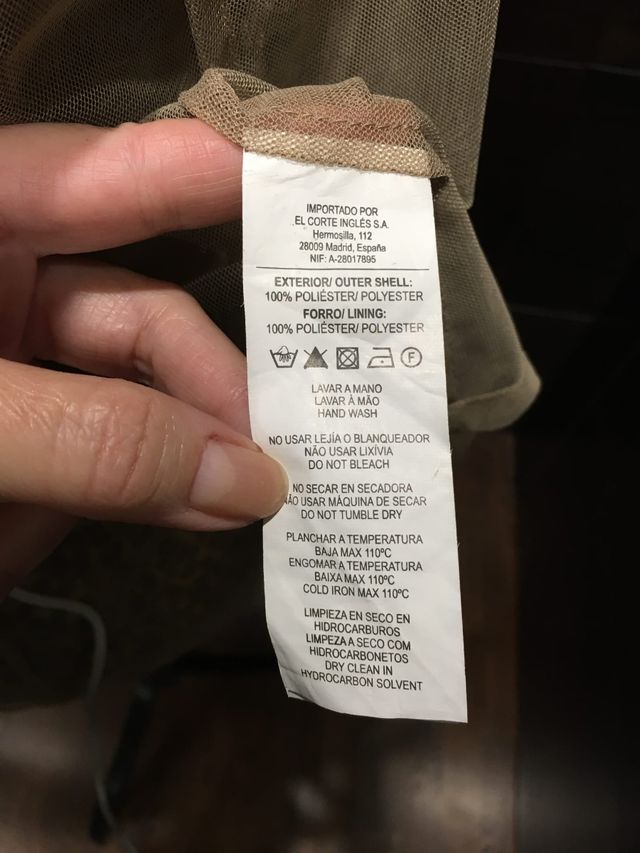 IMPORTADO POR
EL CORTE INGLÉS S.A.
Hermosilla, 112
28009 Madrid, España
NIF: A-28017895
EXTERIOR/ OUTER SHELL:
100% POLIÉSTER/ POLYESTER
FORRO/ LINING:
100% POLIÉSTER/ POLYESTER
F
LAVAR A MANO
LAVAR À MÃO
HAND WASH
NO USAR LEJÍA O BLANQUEADOR
NÃO USAR LIXÍVIA
DO NOT BLEACH
NO SECAR EN SECADORA
NÃO USAR MÁQUINA DE SECAR
DO NOT TUMBLE DRY
PLANCHAR A TEMPERATURA
BAJA MAX 110ºC
ENGOMAR A TEMPERATURA
BAIXA MAX 110ºC
COLD IRON MAX 110ºC
LIMPIEZA EN SECO EN
HIDROCARBUROS
LIMPEZA A SECO COM
HIDROCARBONETOS
DRY CLEAN IN
HYDROCARBON SOLVENT